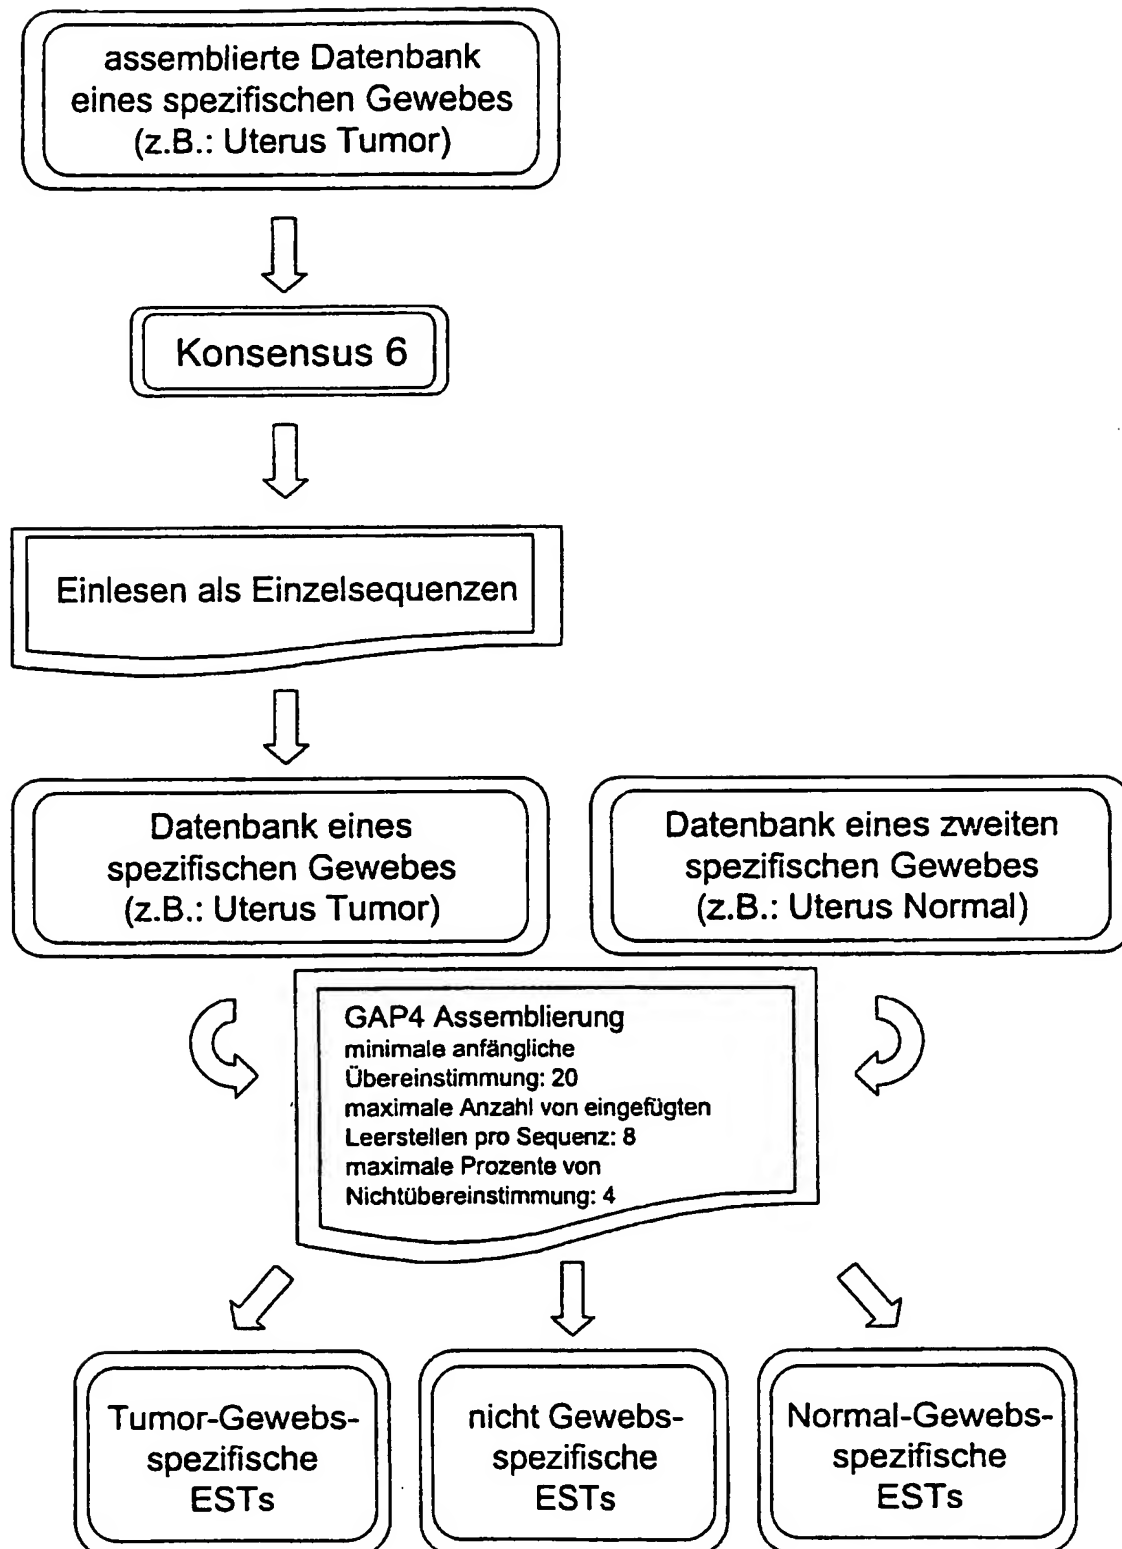 assemblierte Datenbank
eines spezifischen Gewebes
(z.B.: Uterus Tumor)
Konsensus 6
Einlesen als Einzelsequenzen
Datenbank eines
spezifischen Gewebes
(z.B.: Uterus Tumor)
Datenbank eines zweiten
spezifischen Gewebes
(z.B.: Uterus Normal)
GAP4 Assemblierung
minimale anfängliche
Übereinstimmung: 20
maximale Anzahl von eingefügten
Leerstellen pro Sequenz: 8
maximale Prozente von
Nichtübereinstimmung: 4
Tumor-Gewebs-
spezifische
ESTs
nicht Gewebs-
spezifische
ESTs
Normal-Gewebs-
spezifische
ESTs